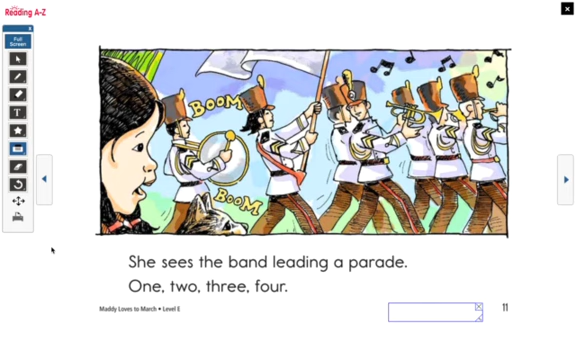 Reading A-Z
Full
Screen
T
BOOM
BOOM
She sees the band leading a parade.
One, two, three, four.
Maddy Loves to March • Level E
11